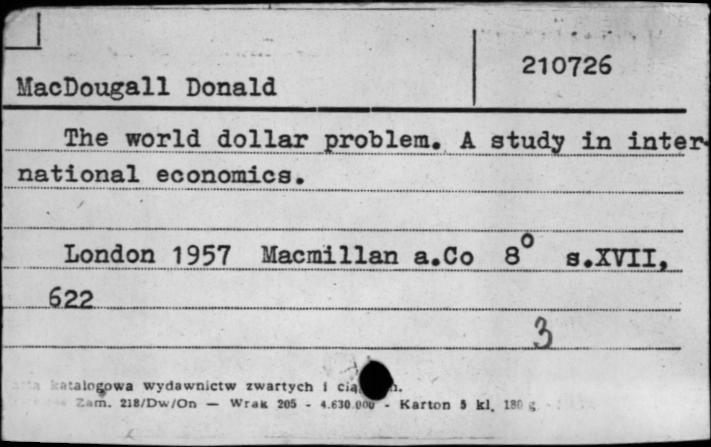 210726
MacDougall Donald
The world dollar problem. A study in inter-
national economics.
London 1957 Macmillan a.Co 8° s.XVII,
622
3
katalogowa wydawnictw zwartych i
Zam. 218/Dw/On — Wrak 205 - 4.630.000 - Karton 5 kl. 180 g